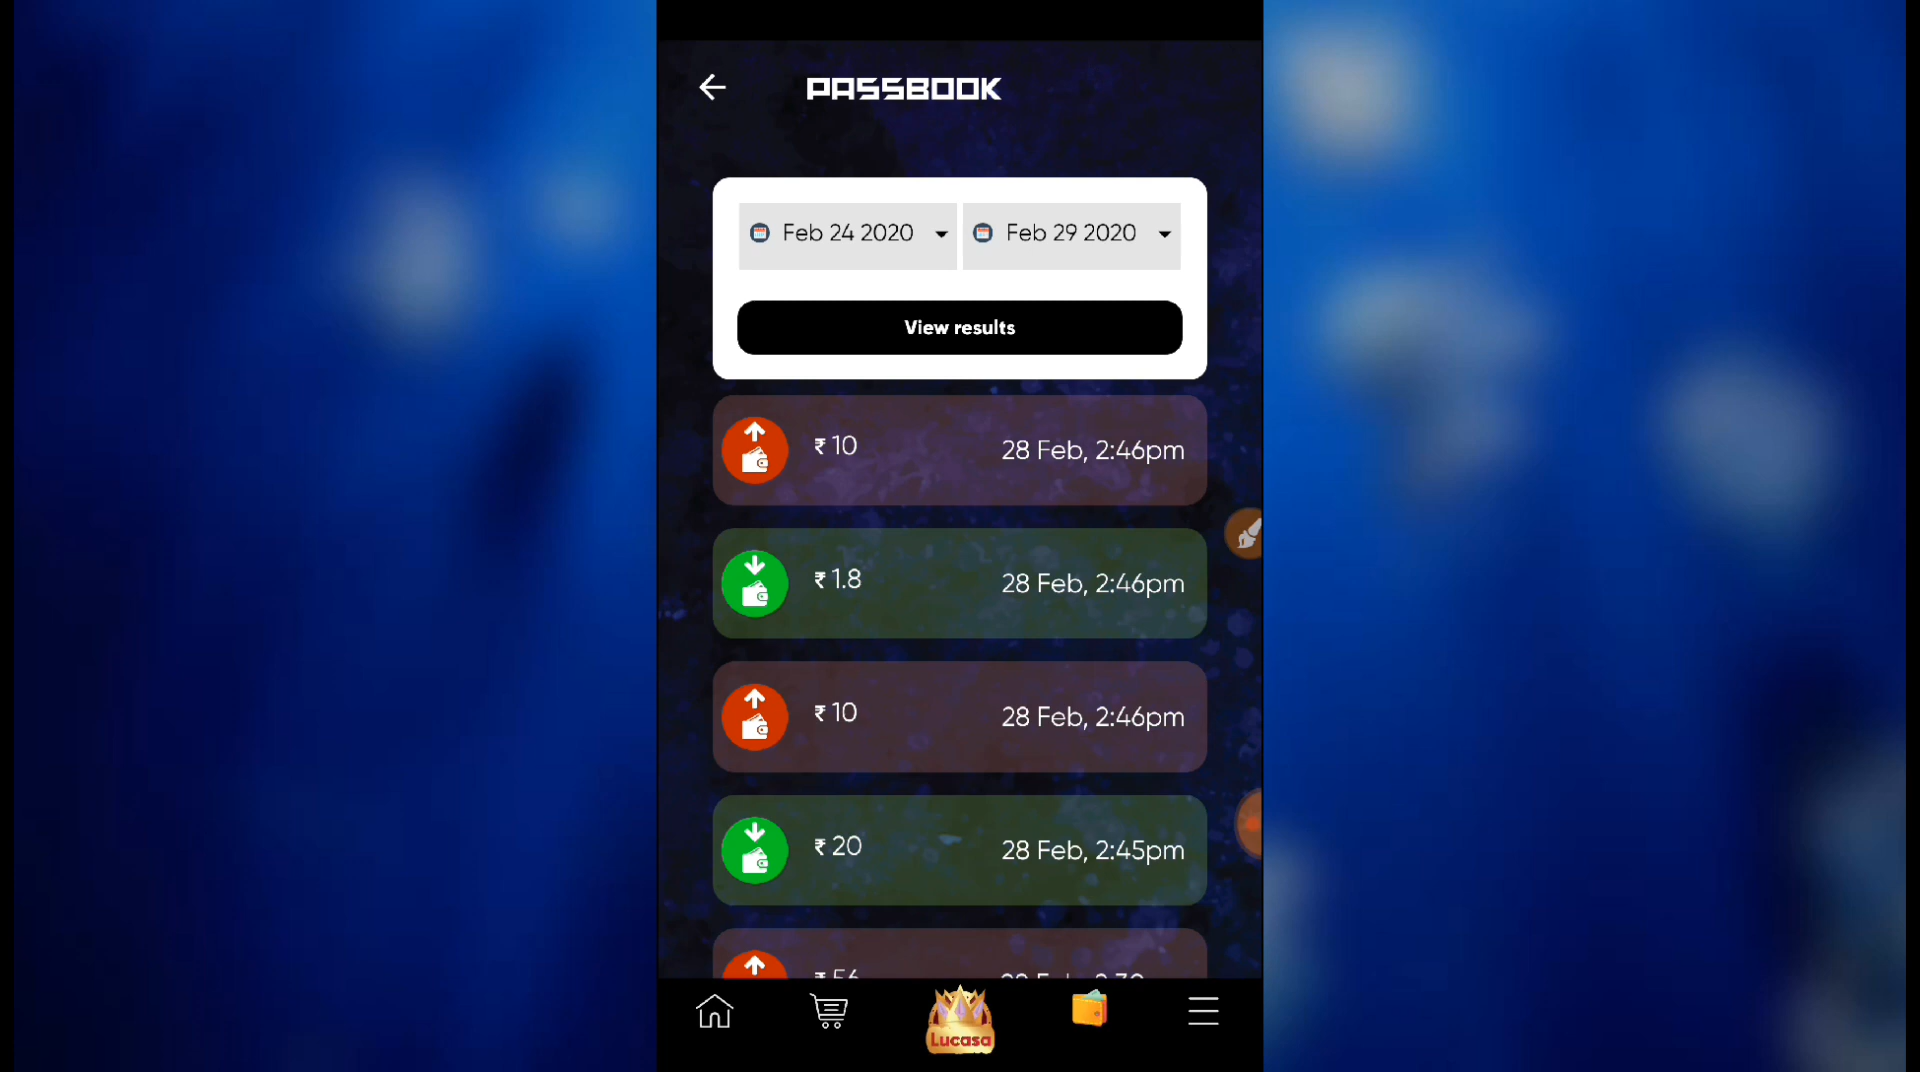 PASSBOOK
Feb 24 2020 Feb 29 2020
View results
₹ 10 28 Feb, 2:46pm
₹ 1.8 28 Feb, 2:46pm
₹ 10 28 Feb, 2:46pm
₹ 20 28 Feb, 2:45pm
Lucasa